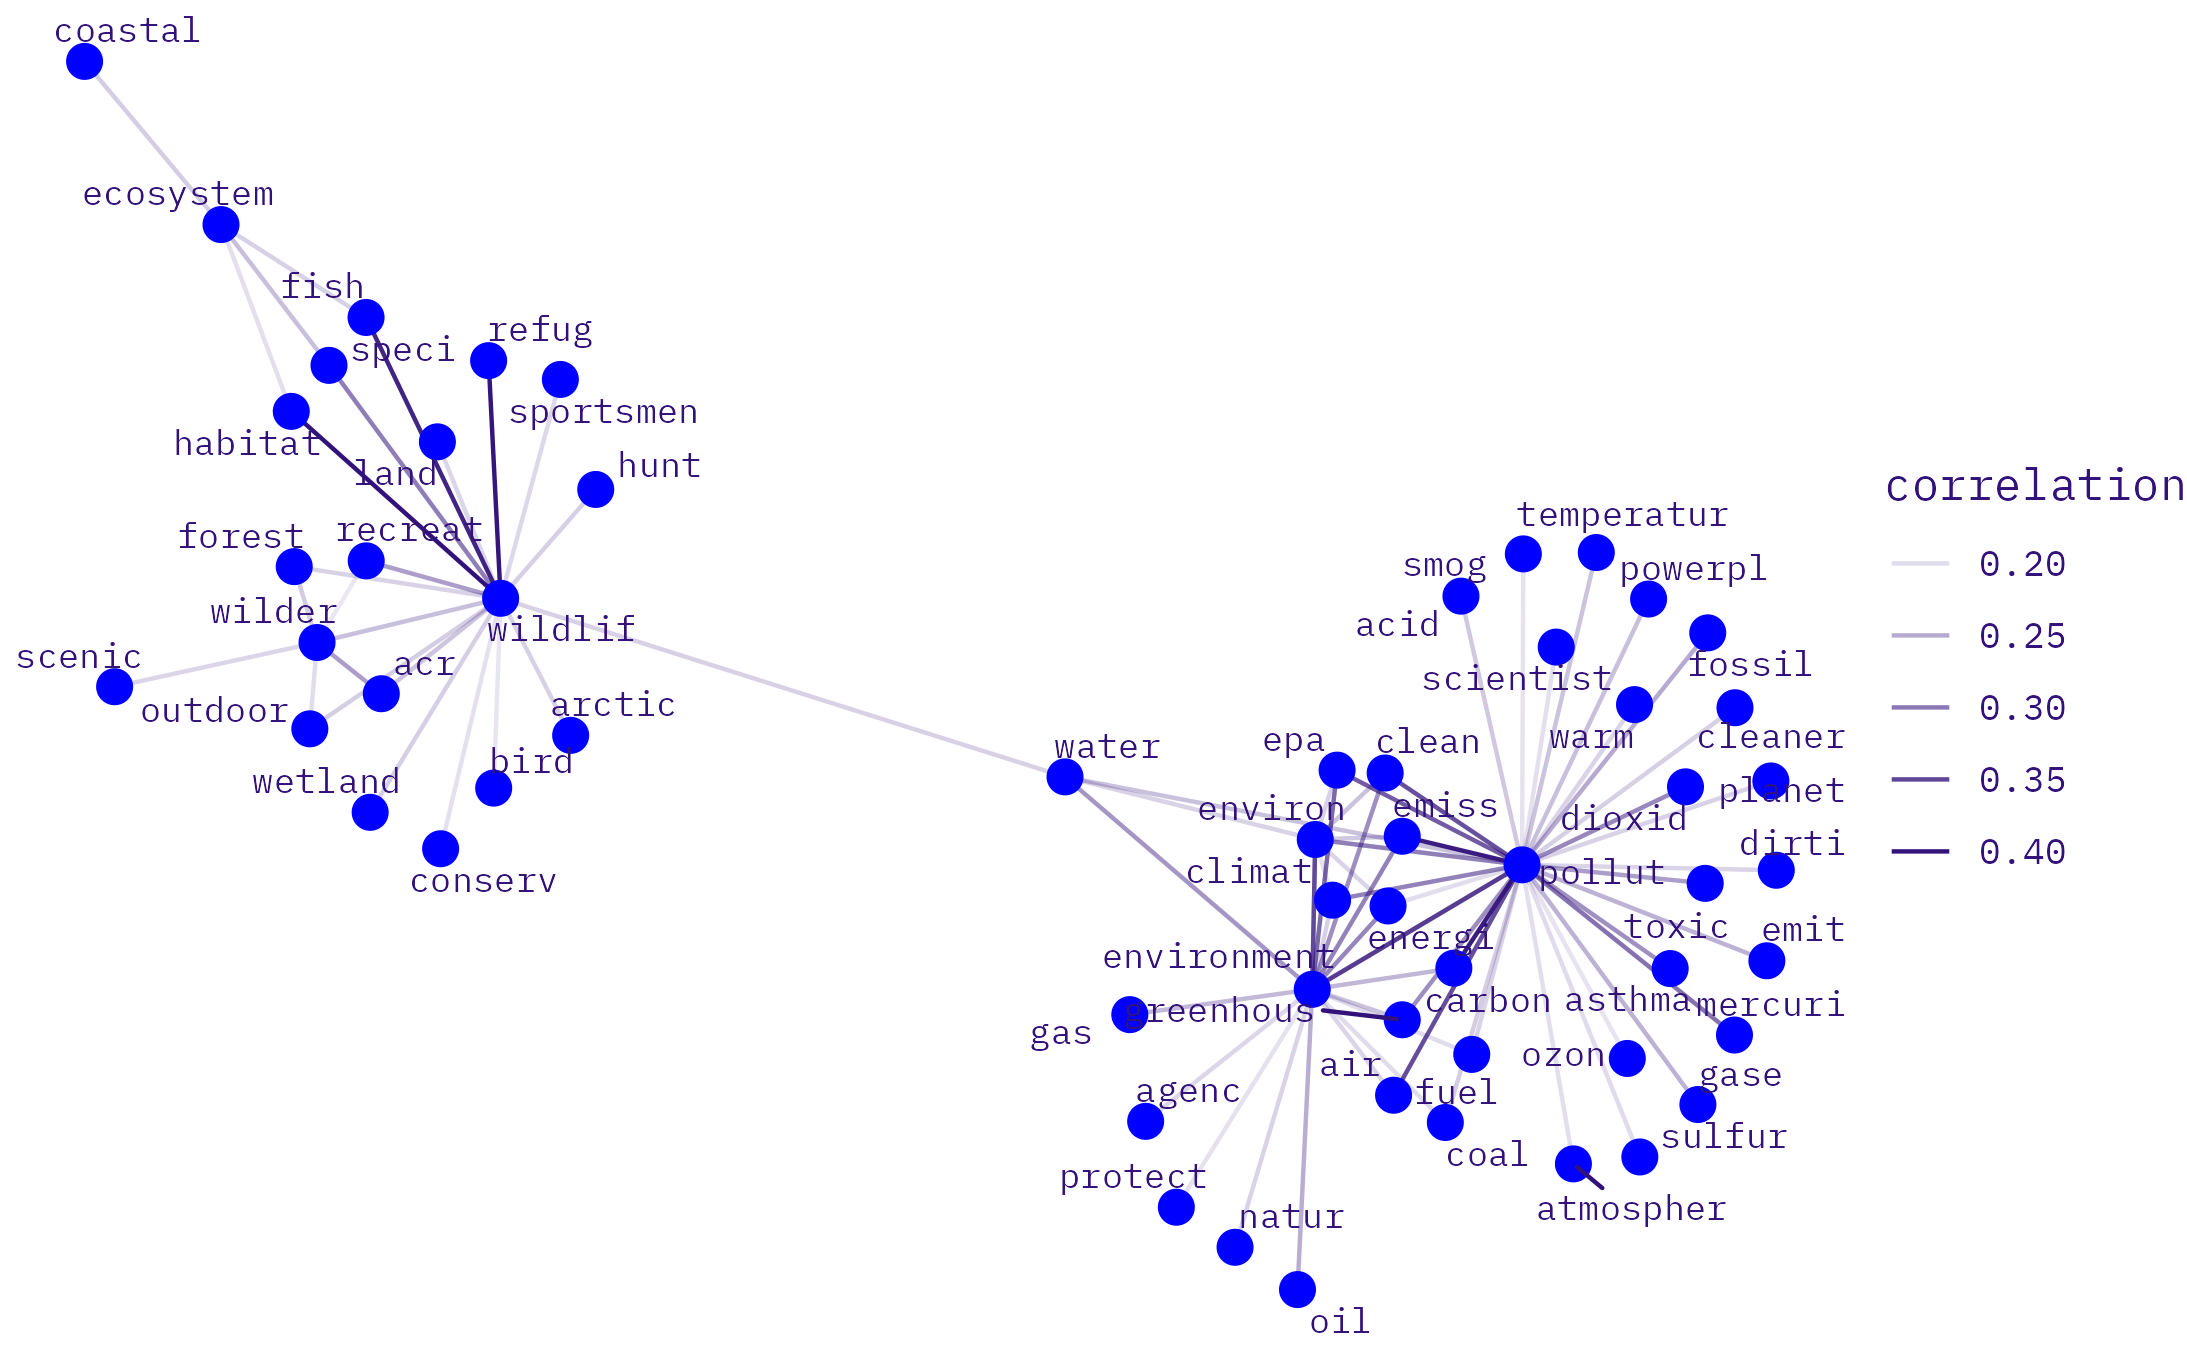 coastal
ecosystem
fish
speci
refug
sportsmen
habitat
land
hunt
forest
recreat
wilder
wildlif
scenic
acr
outdoor
arctic
bird
wetland
conserv
temperatur
smog
powerpl
acid
scientist
fossil
water
epa
clean
warm
cleaner
environ
emiss
dioxid
planet
climat
pollut
dirti
energi
toxic
emit
environment
greenhous
carbon
asthma
mercuri
gas
air
ozon
gase
agenc
fuel
coal
sulfur
protect
atmospher
natur
oil
correlation
0.20
0.25
0.30
0.35
0.40